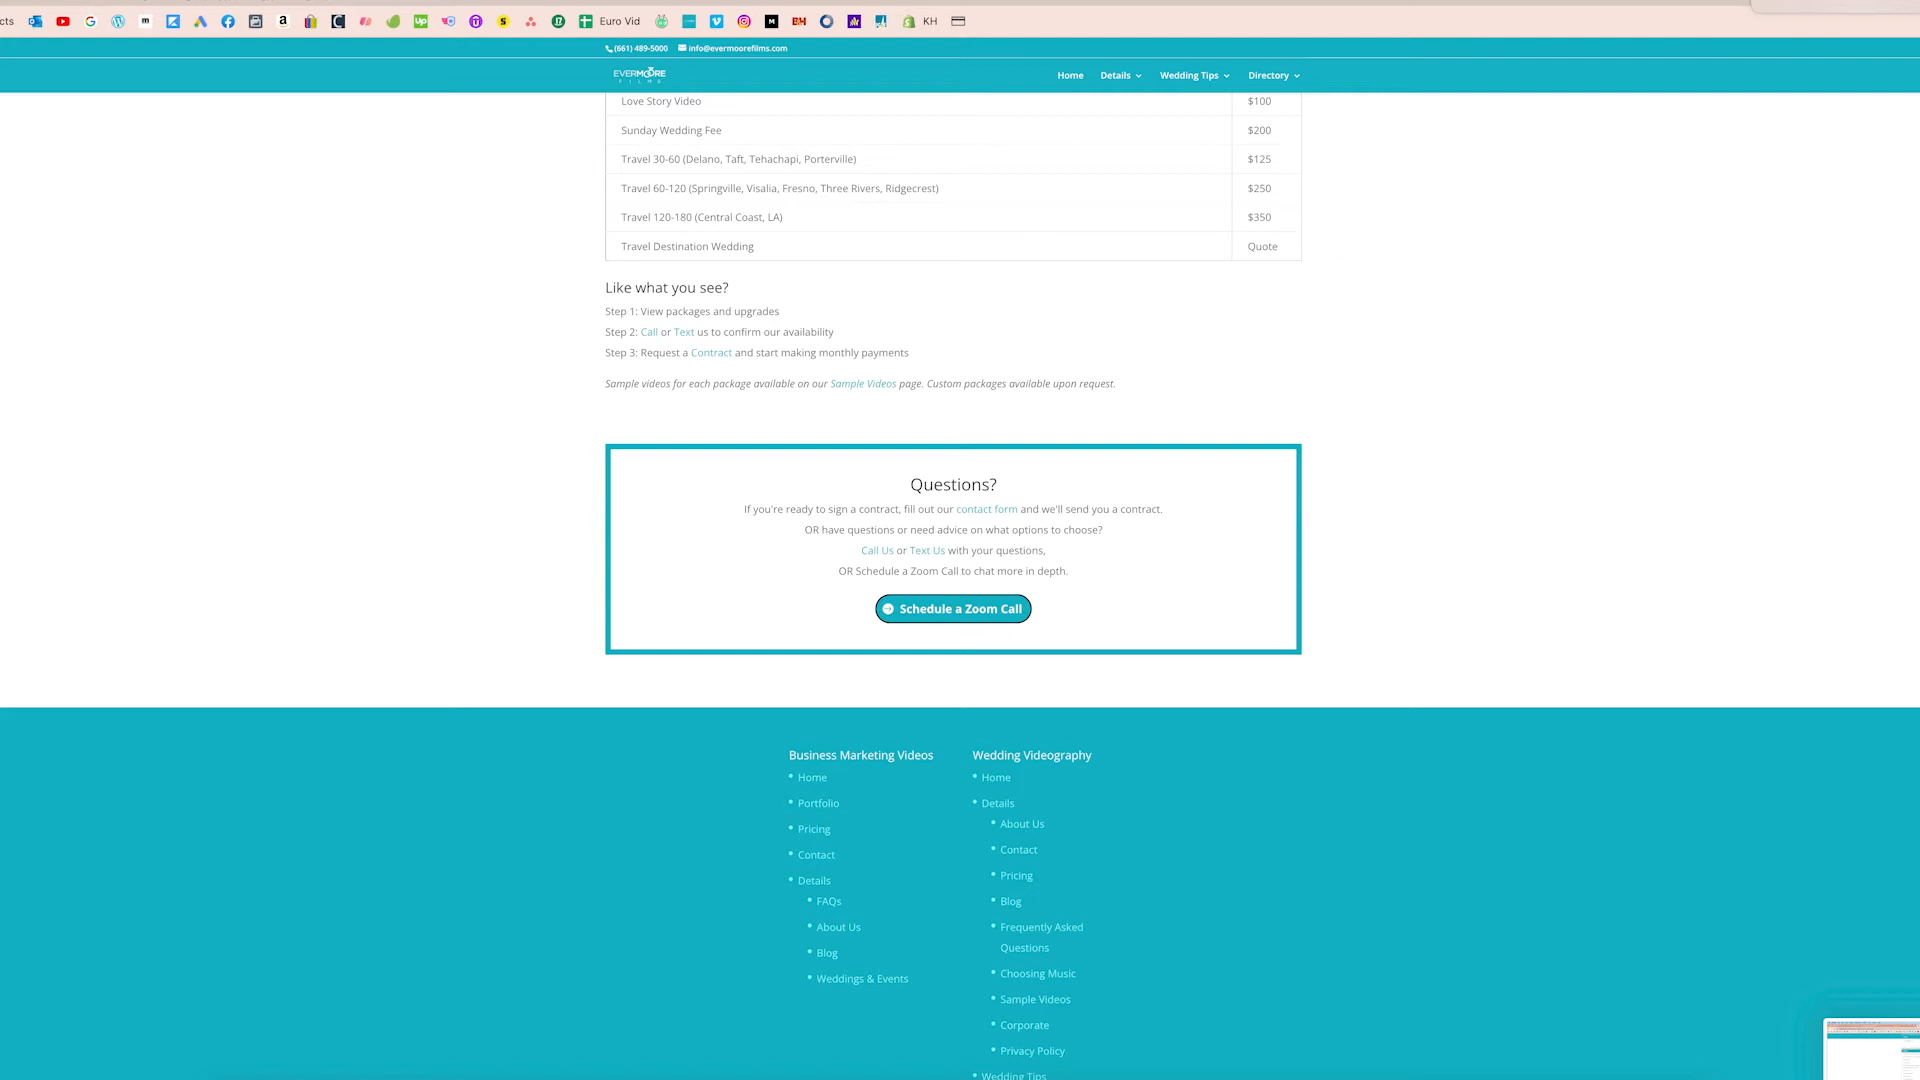 cts Euro Vid KH
(661) 489-5000 info@evermoorefilms.com
EVERMOORE
FILMS
Home Details Wedding Tips Directory
Love Story Video $100
Sunday Wedding Fee $200
Travel 30-60 (Delano, Taft, Tehachapi, Porterville) $125
Travel 60-120 (Springville, Visalia, Fresno, Three Rivers, Ridgecrest) $250
Travel 120-180 (Central Coast, LA) $350
Travel Destination Wedding Quote
Like what you see?
Step 1: View packages and upgrades
Step 2: Call or Text us to confirm our availability
Step 3: Request a Contract and start making monthly payments
Sample videos for each package available on our Sample Videos page. Custom packages available upon request.
Questions?
If you're ready to sign a contract, fill out our contact form and we'll send you a contract.
OR have questions or need advice on what options to choose?
Call Us or Text Us with your questions,
OR Schedule a Zoom Call to chat more in depth.
Schedule a Zoom Call
Business Marketing Videos
Home
Portfolio
Pricing
Contact
Details
FAQs
About Us
Blog
Weddings & Events
Wedding Videography
Home
Details
About Us
Contact
Pricing
Blog
Frequently Asked
Questions
Choosing Music
Sample Videos
Corporate
Privacy Policy
Wedding Tips